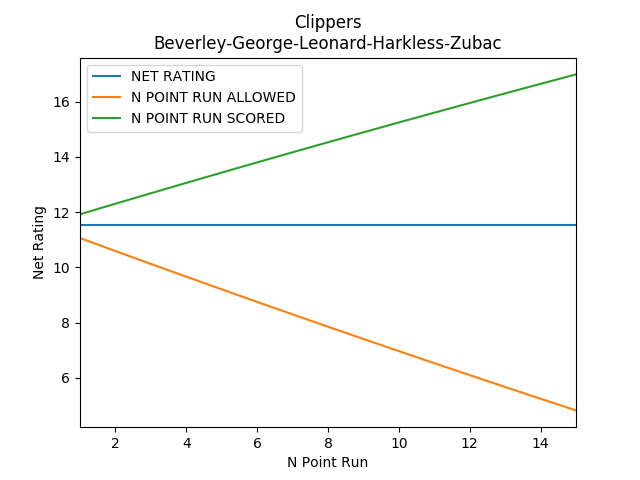 Clippers
Beverley-George-Leonard-Harkless-Zubac
NET RATING
N POINT RUN ALLOWED
N POINT RUN SCORED
16
14
12
10
8
6
Net Rating
2 4 6 8 10 12 14
N Point Run